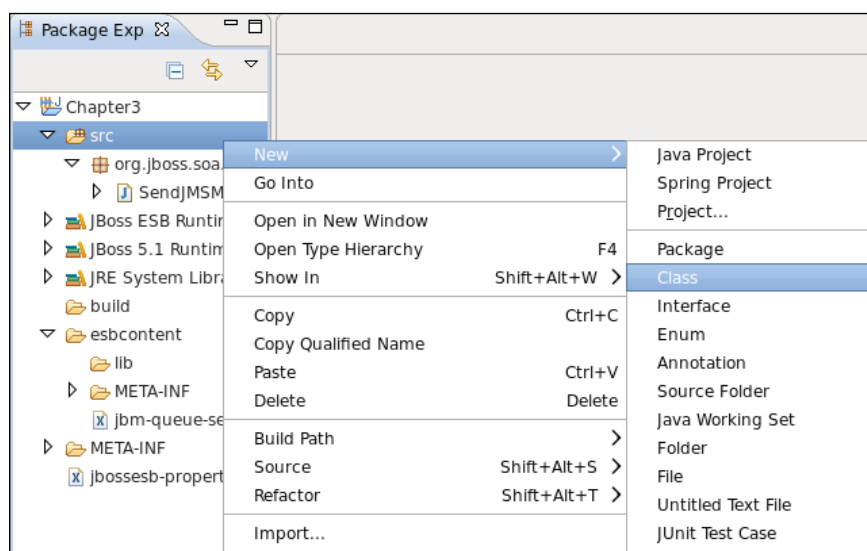 Package Exp
Chapter3
src
org.jboss.soa.
SendJMSM
JBoss ESB Runtir
JBoss 5.1 Runtim
JRE System Libra
build
esbcontent
lib
META-INF
jbm-queue-se
META-INF
jbossesb-propert
New
Go Into
Open in New Window
Open Type Hierarchy F4
Show In Shift+Alt+W
Copy Ctrl+C
Copy Qualified Name
Paste Ctrl+V
Delete Delete
Build Path
Source Shift+Alt+S
Refactor Shift+Alt+T
Import...
Java Project
Spring Project
Project...
Package
Class
Interface
Enum
Annotation
Source Folder
Java Working Set
Folder
File
Untitled Text File
JUnit Test Case